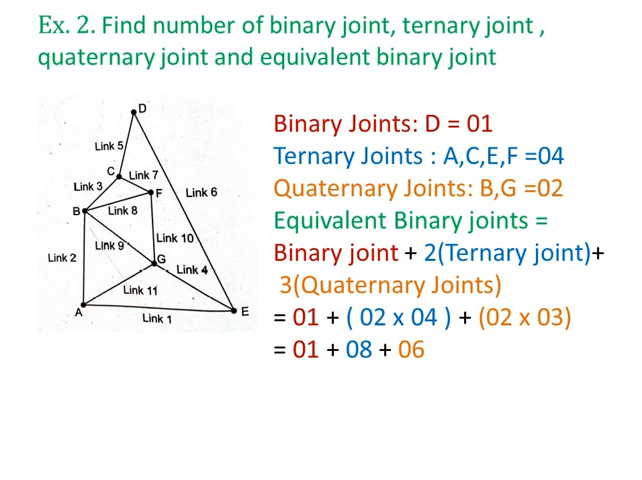 Ex. 2. Find number of binary joint, ternary joint ,
quaternary joint and equivalent binary joint
D
Link 5
C
Link 7
Link 3
F
Link 6
B
Link 8
Link 9
Link 10
Link 2
G
Link 4
Link 11
A
E
Link 1
Binary Joints: D = 01
Ternary Joints : A,C,E,F =04
Quaternary Joints: B,G =02
Equivalent Binary joints =
Binary joint + 2(Ternary joint)+
3(Quaternary Joints)
= 01 + ( 02 x 04 ) + (02 x 03)
= 01 + 08 + 06